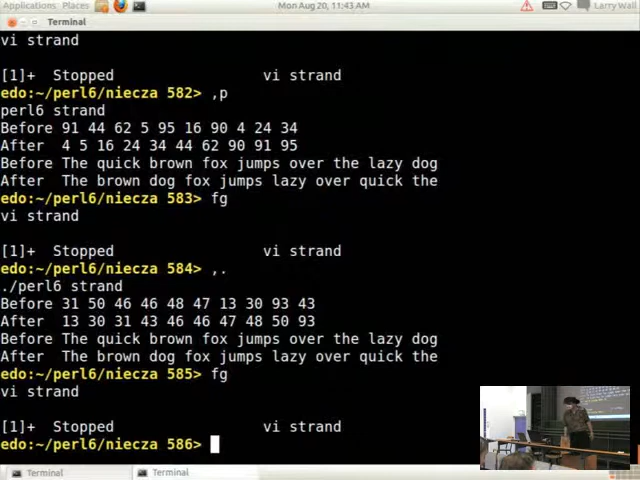 Applications Places Mon Aug 20, 11:43 AM Larry Wall
Terminal
vi strand
[1]+  Stopped                 vi strand
edo:~/perl6/niecza 582> ,p
perl6 strand
Before 91 44 62 5 95 16 90 4 24 34
After  4 5 16 24 34 44 62 90 91 95
Before The quick brown fox jumps over the lazy dog
After  The brown dog fox jumps lazy over quick the
edo:~/perl6/niecza 583> fg
vi strand
[1]+  Stopped                 vi strand
edo:~/perl6/niecza 584> ,.
./perl6 strand
Before 31 50 46 46 48 47 13 30 93 43
After  13 30 31 43 46 46 47 48 50 93
Before The quick brown fox jumps over the lazy dog
After  The brown dog fox jumps lazy over quick the
edo:~/perl6/niecza 585> fg
vi strand
[1]+  Stopped                 vi strand
edo:~/perl6/niecza 586>
Terminal Terminal